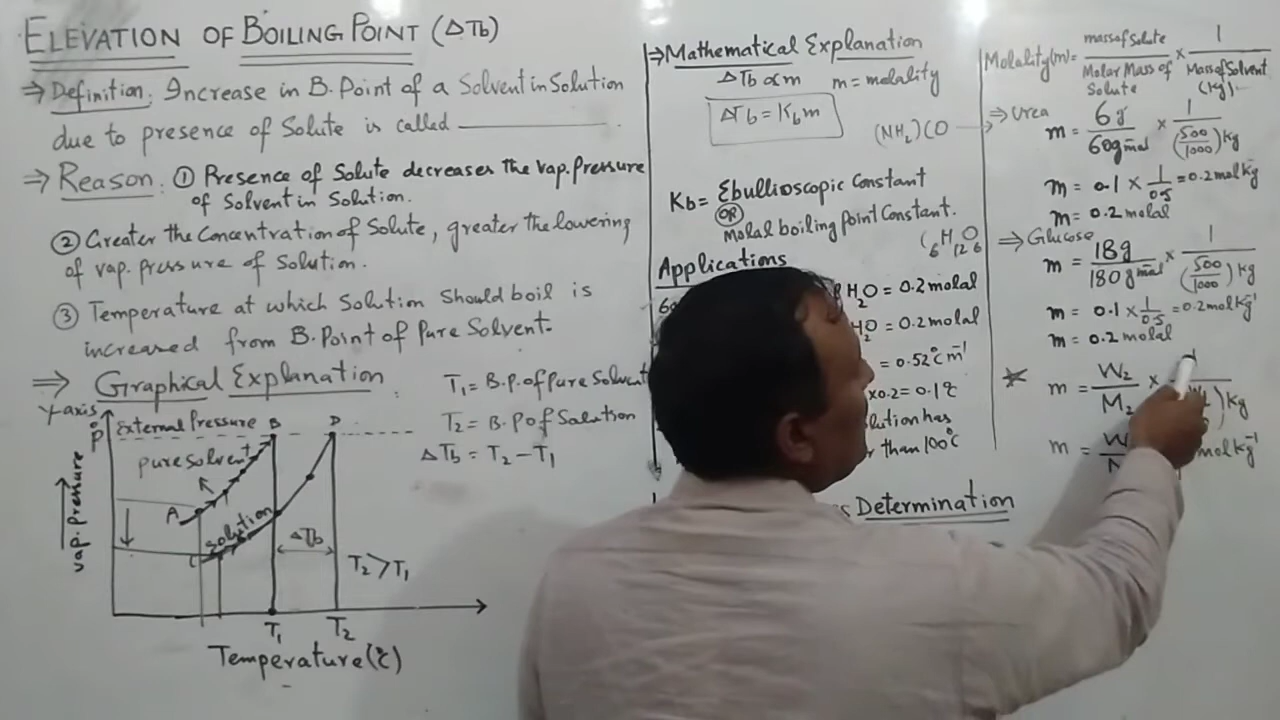 ELEVATION OF BOILING POINT (ΔTb)
⇒ Definition: Increase in B. Point of a Solvent in Solution
due to presence of Solute is called
⇒ Reason: ① Presence of Solute decreases the vap. Pressure
of Solvent in Solution.
② Greater the Concentration of Solute, greater the lowering
of vap. pressure of Solution.
③ Temperature at which Solution Should boil is
increased from B. Point of Pure Solvent.
⇒ Graphical Explanation
T₁ = B.P. of Pure Solvent
T₂ = B.P of Solution
ΔTb = T₂ - T₁
Y-axis
External Pressure B D
P°
pure solvent
A
Solution
C
ΔTb
T₂ > T₁
vap. pressure
T₁ T₂
Temperature (°C)
⇒ Mathematical Explanation
ΔTb ∝ m m = molality
ΔTb = Kbm
(NH₂)CO
Kb = Ebullioscopic Constant
OR
Molal boiling point Constant.
C₆H₁₂O₆
Applications
H₂O = 0.2 molal
= 0.2 molal
= 0.52°C m⁻¹
x0.2 = 0.1°C
has
than 100°C
Determination
Molality(m) = mass of Solute / Molar Mass of Solute × 1 / Mass of Solvent (kg)
⇒ Urea
m = 6g / 60 g mol⁻¹ × 1 / (500/1000) kg
m = 0.1 × 1/0.5 = 0.2 mol kg⁻¹
m = 0.2 molal
⇒ Glucose
m = 18g / 180 g mol⁻¹ × 1 / (500/1000) kg
m = 0.1 × 1/0.5 = 0.2 mol kg⁻¹
m = 0.2 molal
m = W₂ / M₂ × kg
m = mol kg⁻¹